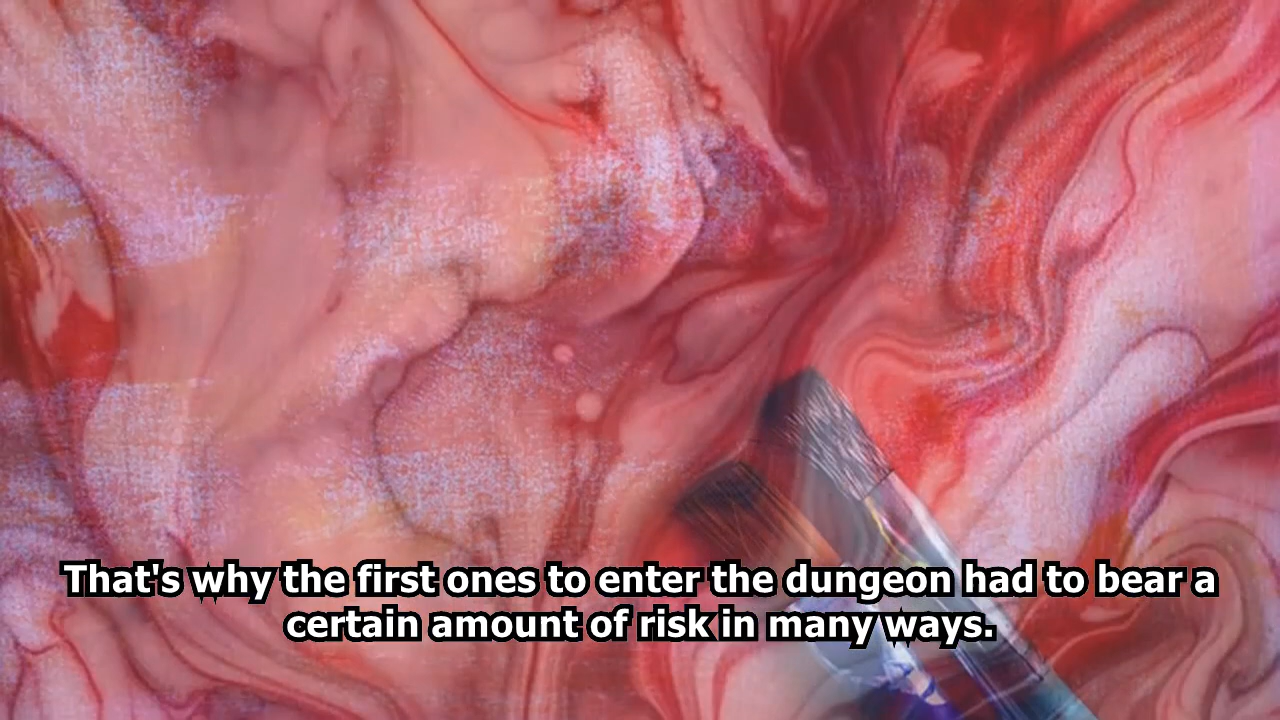 That's why the first ones to enter the dungeon had to bear a
certain amount of risk in many ways.